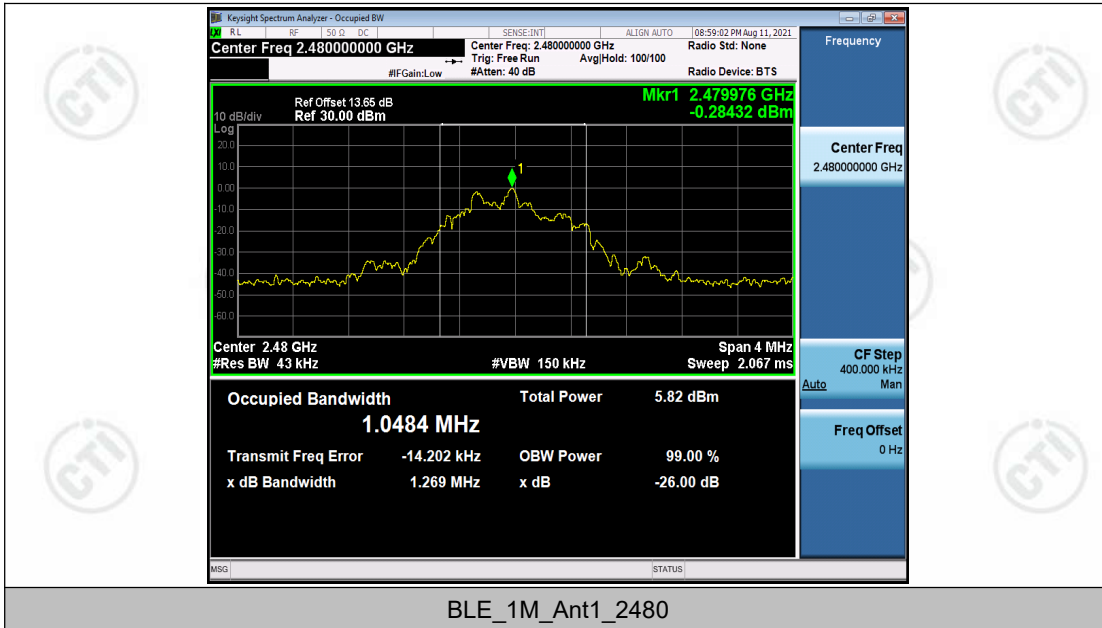 Keysight Spectrum Analyzer - Occupied BW
LXI RL RF 50 Ω DC SENSE:INT ALIGN AUTO 08:59:02 PM Aug 11, 2021
Center Freq 2.480000000 GHz
Center Freq: 2.480000000 GHz
Radio Std: None
Trig: Free Run Avg|Hold: 100/100
#IFGain:Low
#Atten: 40 dB
Radio Device: BTS
Frequency
Mkr1 2.479976 GHz
-0.28432 dBm
Ref Offset 13.65 dB
10 dB/div Ref 30.00 dBm
Log
20.0
10.0
0.00
-10.0
-20.0
-30.0
-40.0
-50.0
-60.0
1
Center 2.48 GHz
Span 4 MHz
#Res BW 43 kHz
#VBW 150 kHz
Sweep 2.067 ms
Center Freq
2.480000000 GHz
CF Step
400.000 kHz
Auto Man
Freq Offset
0 Hz
Occupied Bandwidth
Total Power 5.82 dBm
1.0484 MHz
Transmit Freq Error -14.202 kHz OBW Power 99.00 %
x dB Bandwidth 1.269 MHz x dB -26.00 dB
MSG STATUS
BLE_1M_Ant1_2480
CTI
CTI
CTI
CTI